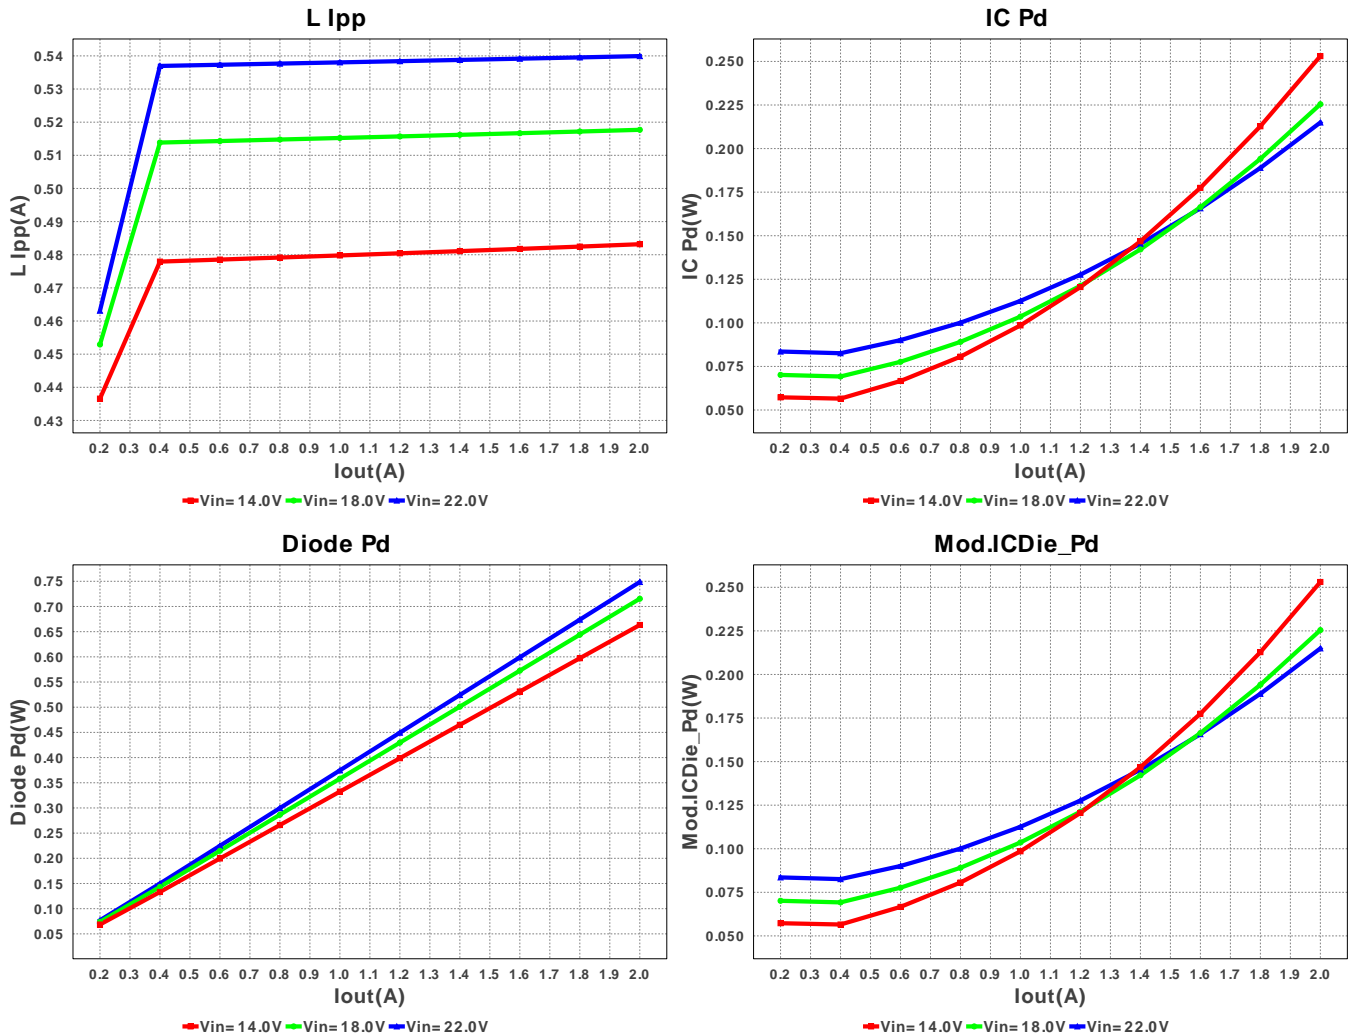 L Ipp
L Ipp(A)
0.54
0.53
0.52
0.51
0.50
0.49
0.48
0.47
0.46
0.45
0.44
0.43
0.2 0.3 0.4 0.5 0.6 0.7 0.8 0.9 1.0 1.1 1.2 1.3 1.4 1.5 1.6 1.7 1.8 1.9 2.0
Iout(A)
Vin= 14.0V Vin= 18.0V Vin= 22.0V
IC Pd
IC Pd(W)
0.250
0.225
0.200
0.175
0.150
0.125
0.100
0.075
0.050
0.2 0.3 0.4 0.5 0.6 0.7 0.8 0.9 1.0 1.1 1.2 1.3 1.4 1.5 1.6 1.7 1.8 1.9 2.0
Iout(A)
Vin= 14.0V Vin= 18.0V Vin= 22.0V
Diode Pd
Diode Pd(W)
0.75
0.70
0.65
0.60
0.55
0.50
0.45
0.40
0.35
0.30
0.25
0.20
0.15
0.10
0.05
0.2 0.3 0.4 0.5 0.6 0.7 0.8 0.9 1.0 1.1 1.2 1.3 1.4 1.5 1.6 1.7 1.8 1.9 2.0
Iout(A)
Vin= 14.0V Vin= 18.0V Vin= 22.0V
Mod.ICDie_Pd
Mod.ICDie_Pd(W)
0.250
0.225
0.200
0.175
0.150
0.125
0.100
0.075
0.050
0.2 0.3 0.4 0.5 0.6 0.7 0.8 0.9 1.0 1.1 1.2 1.3 1.4 1.5 1.6 1.7 1.8 1.9 2.0
Iout(A)
Vin= 14.0V Vin= 18.0V Vin= 22.0V